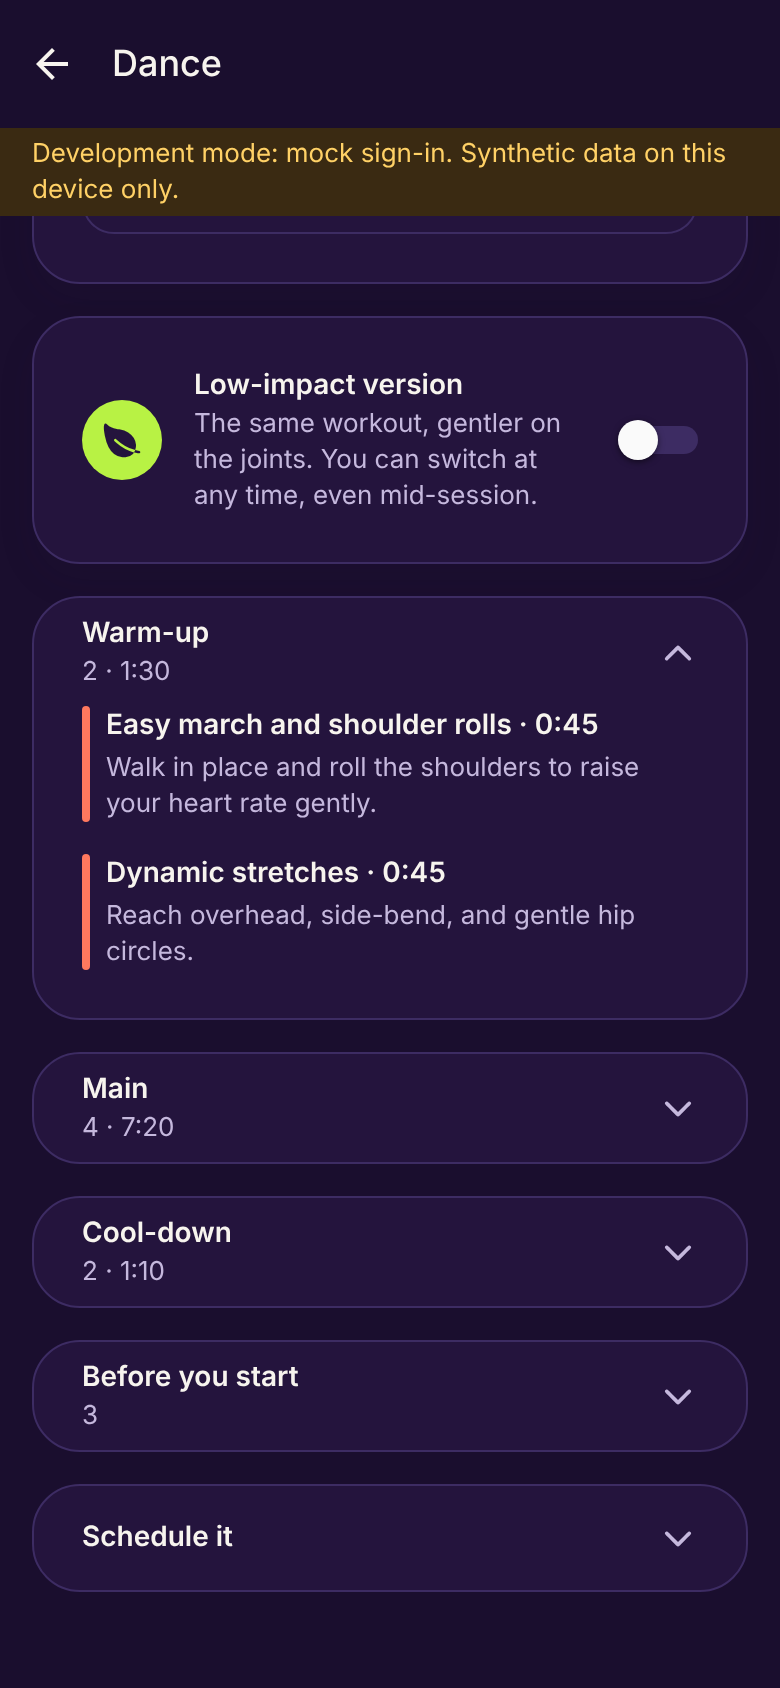 Dance
Development mode: mock sign-in. Synthetic data on this
device only.
Low-impact version
The same workout, gentler on
the joints. You can switch at
any time, even mid-session.
Warm-up
2 · 1:30
Easy march and shoulder rolls · 0:45
Walk in place and roll the shoulders to raise
your heart rate gently.
Dynamic stretches · 0:45
Reach overhead, side-bend, and gentle hip
circles.
Main
4 · 7:20
Cool-down
2 · 1:10
Before you start
3
Schedule it